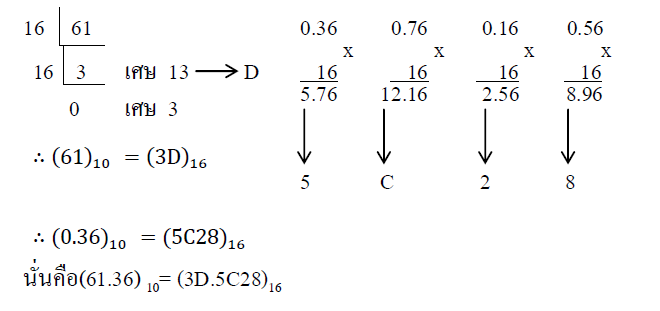 16 61 0.36 0.76 0.16 0.56
x x x x
16 3 เศษ 13 D 16 16 16 16
5.76 12.16 2.56 8.96
0 เศษ 3
∴ (61)₁₀ = (3D)₁₆
5 C 2 8
∴ (0.36)₁₀ = (5C28)₁₆
นั่นคือ(61.36) ₁₀= (3D.5C28)₁₆